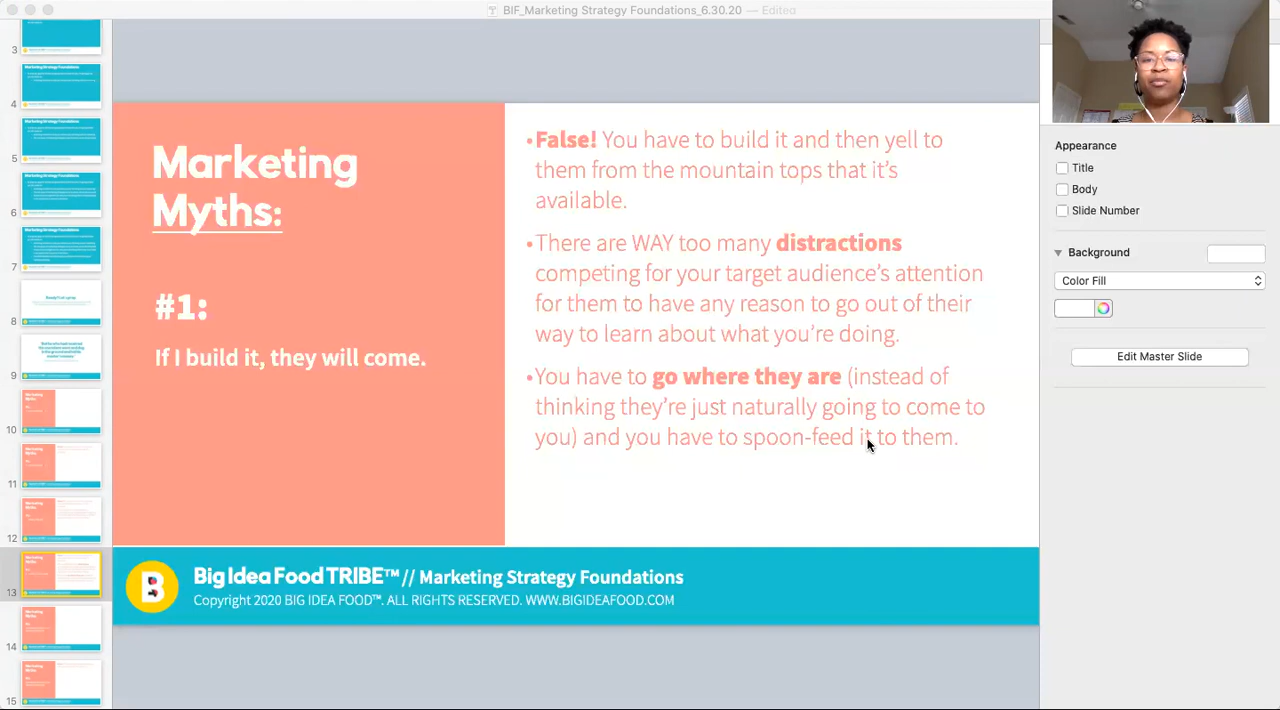 BIF_Marketing Strategy Foundations_6.30.20 — Edited
3
4
5
6
7
8
9
10
11
12
13
14
15
Marketing
Myths:
#1:
If I build it, they will come.
•False! You have to build it and then yell to
them from the mountain tops that it's
available.
•There are WAY too many distractions
competing for your target audience's attention
for them to have any reason to go out of their
way to learn about what you're doing.
•You have to go where they are (instead of
thinking they're just naturally going to come to
you) and you have to spoon-feed it to them.
B
Big Idea Food TRIBE™ // Marketing Strategy Foundations
Copyright 2020 BIG IDEA FOOD™. ALL RIGHTS RESERVED. WWW.BIGIDEAFOOD.COM
Appearance
Title
Body
Slide Number
Background
Color Fill
Edit Master Slide